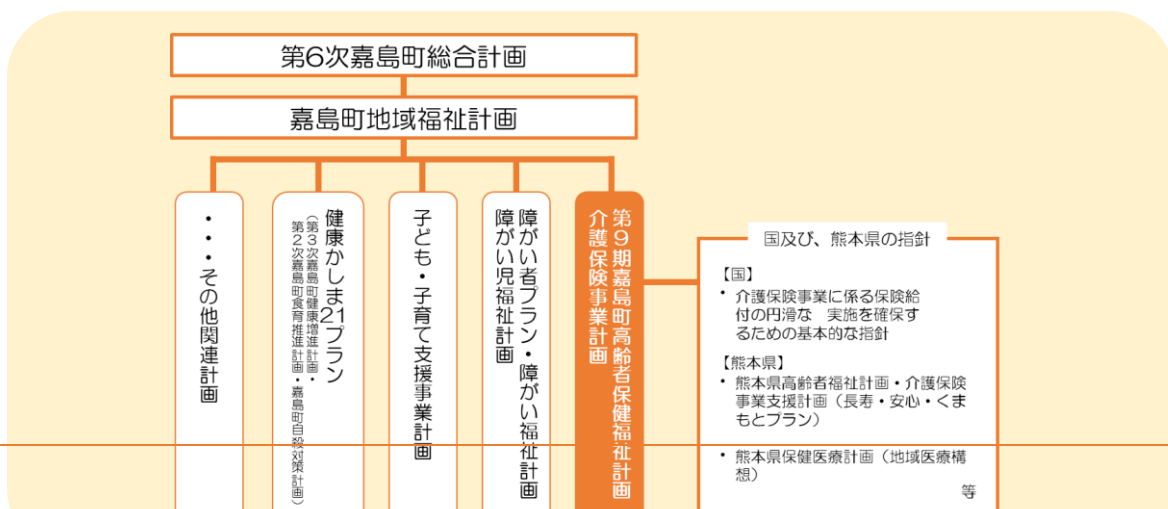 第6次嘉島町総合計画
嘉島町地域福祉計画
第９期嘉島町高齢者保健福祉計画
介護保険事業計画
障がい者プラン・障がい福祉計画
障がい児福祉計画
子ども・子育て支援事業計画
健康かしま21プラン
（第３次嘉島町健康増進計画・
第２次嘉島町食育推進計画・嘉島町自殺対策計画）
・・・その他関連計画
国及び、熊本県の指針
【国】
• 介護保険事業に係る保険給
付の円滑な　実施を確保す
るための基本的な指針
【熊本県】
• 熊本県高齢者福祉計画・介護保険
事業支援計画（長寿・安心・くま
もとプラン）
• 熊本県保健医療計画（地域医療構
想）
等